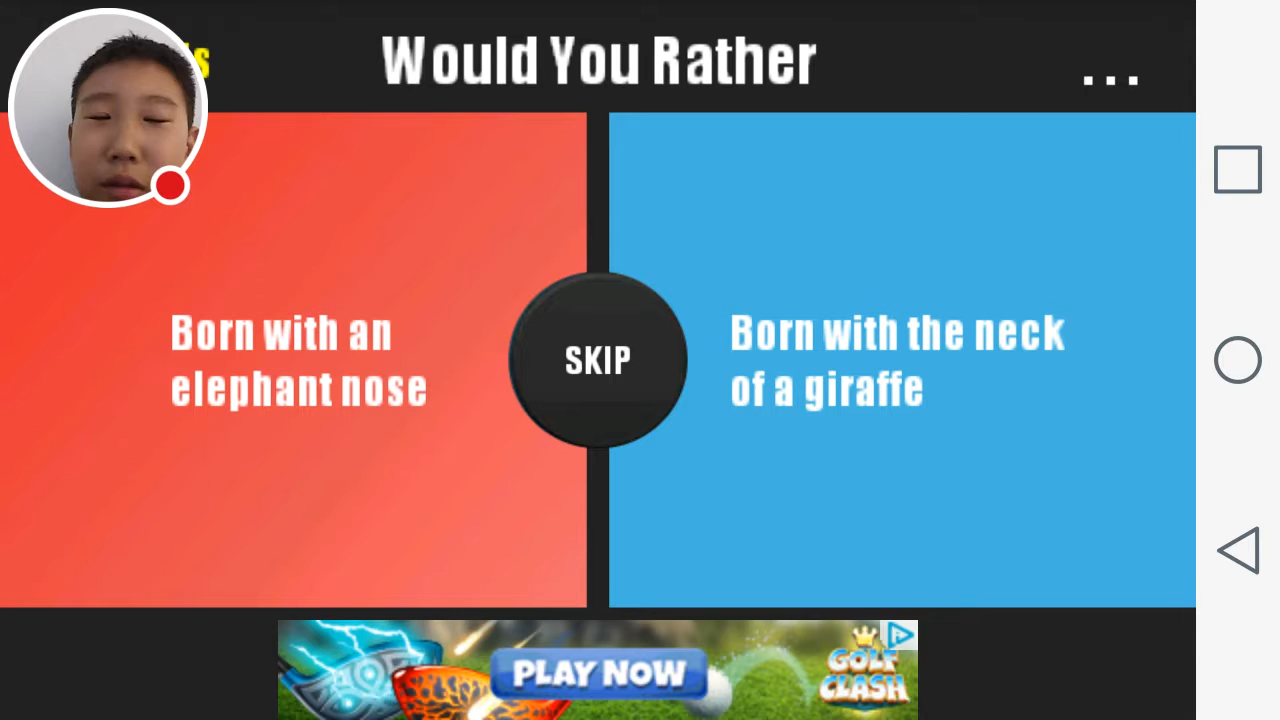 s
Would You Rather
...
Born with an
elephant nose
SKIP
Born with the neck
of a giraffe
PLAY NOW
GOLF
CLASH